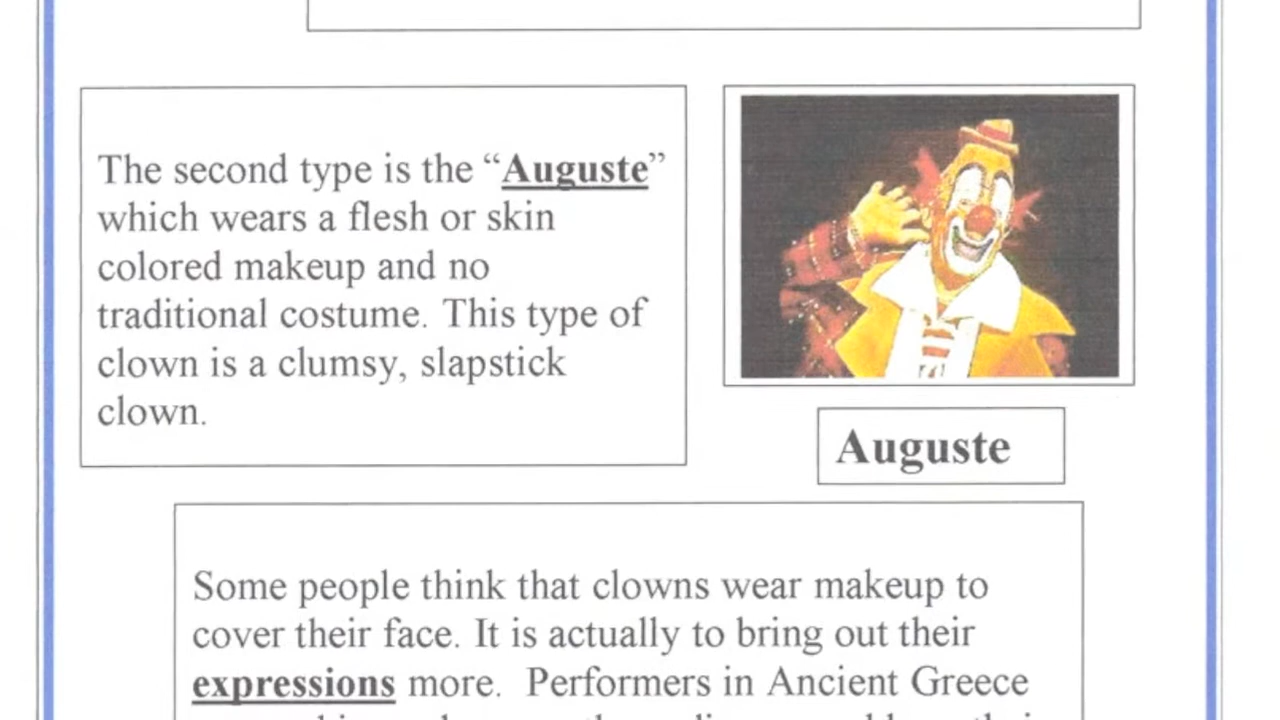 The second type is the “Auguste”
which wears a flesh or skin
colored makeup and no
traditional costume. This type of
clown is a clumsy, slapstick
clown.
Auguste
Some people think that clowns wear makeup to
cover their face. It is actually to bring out their
expressions more. Performers in Ancient Greece